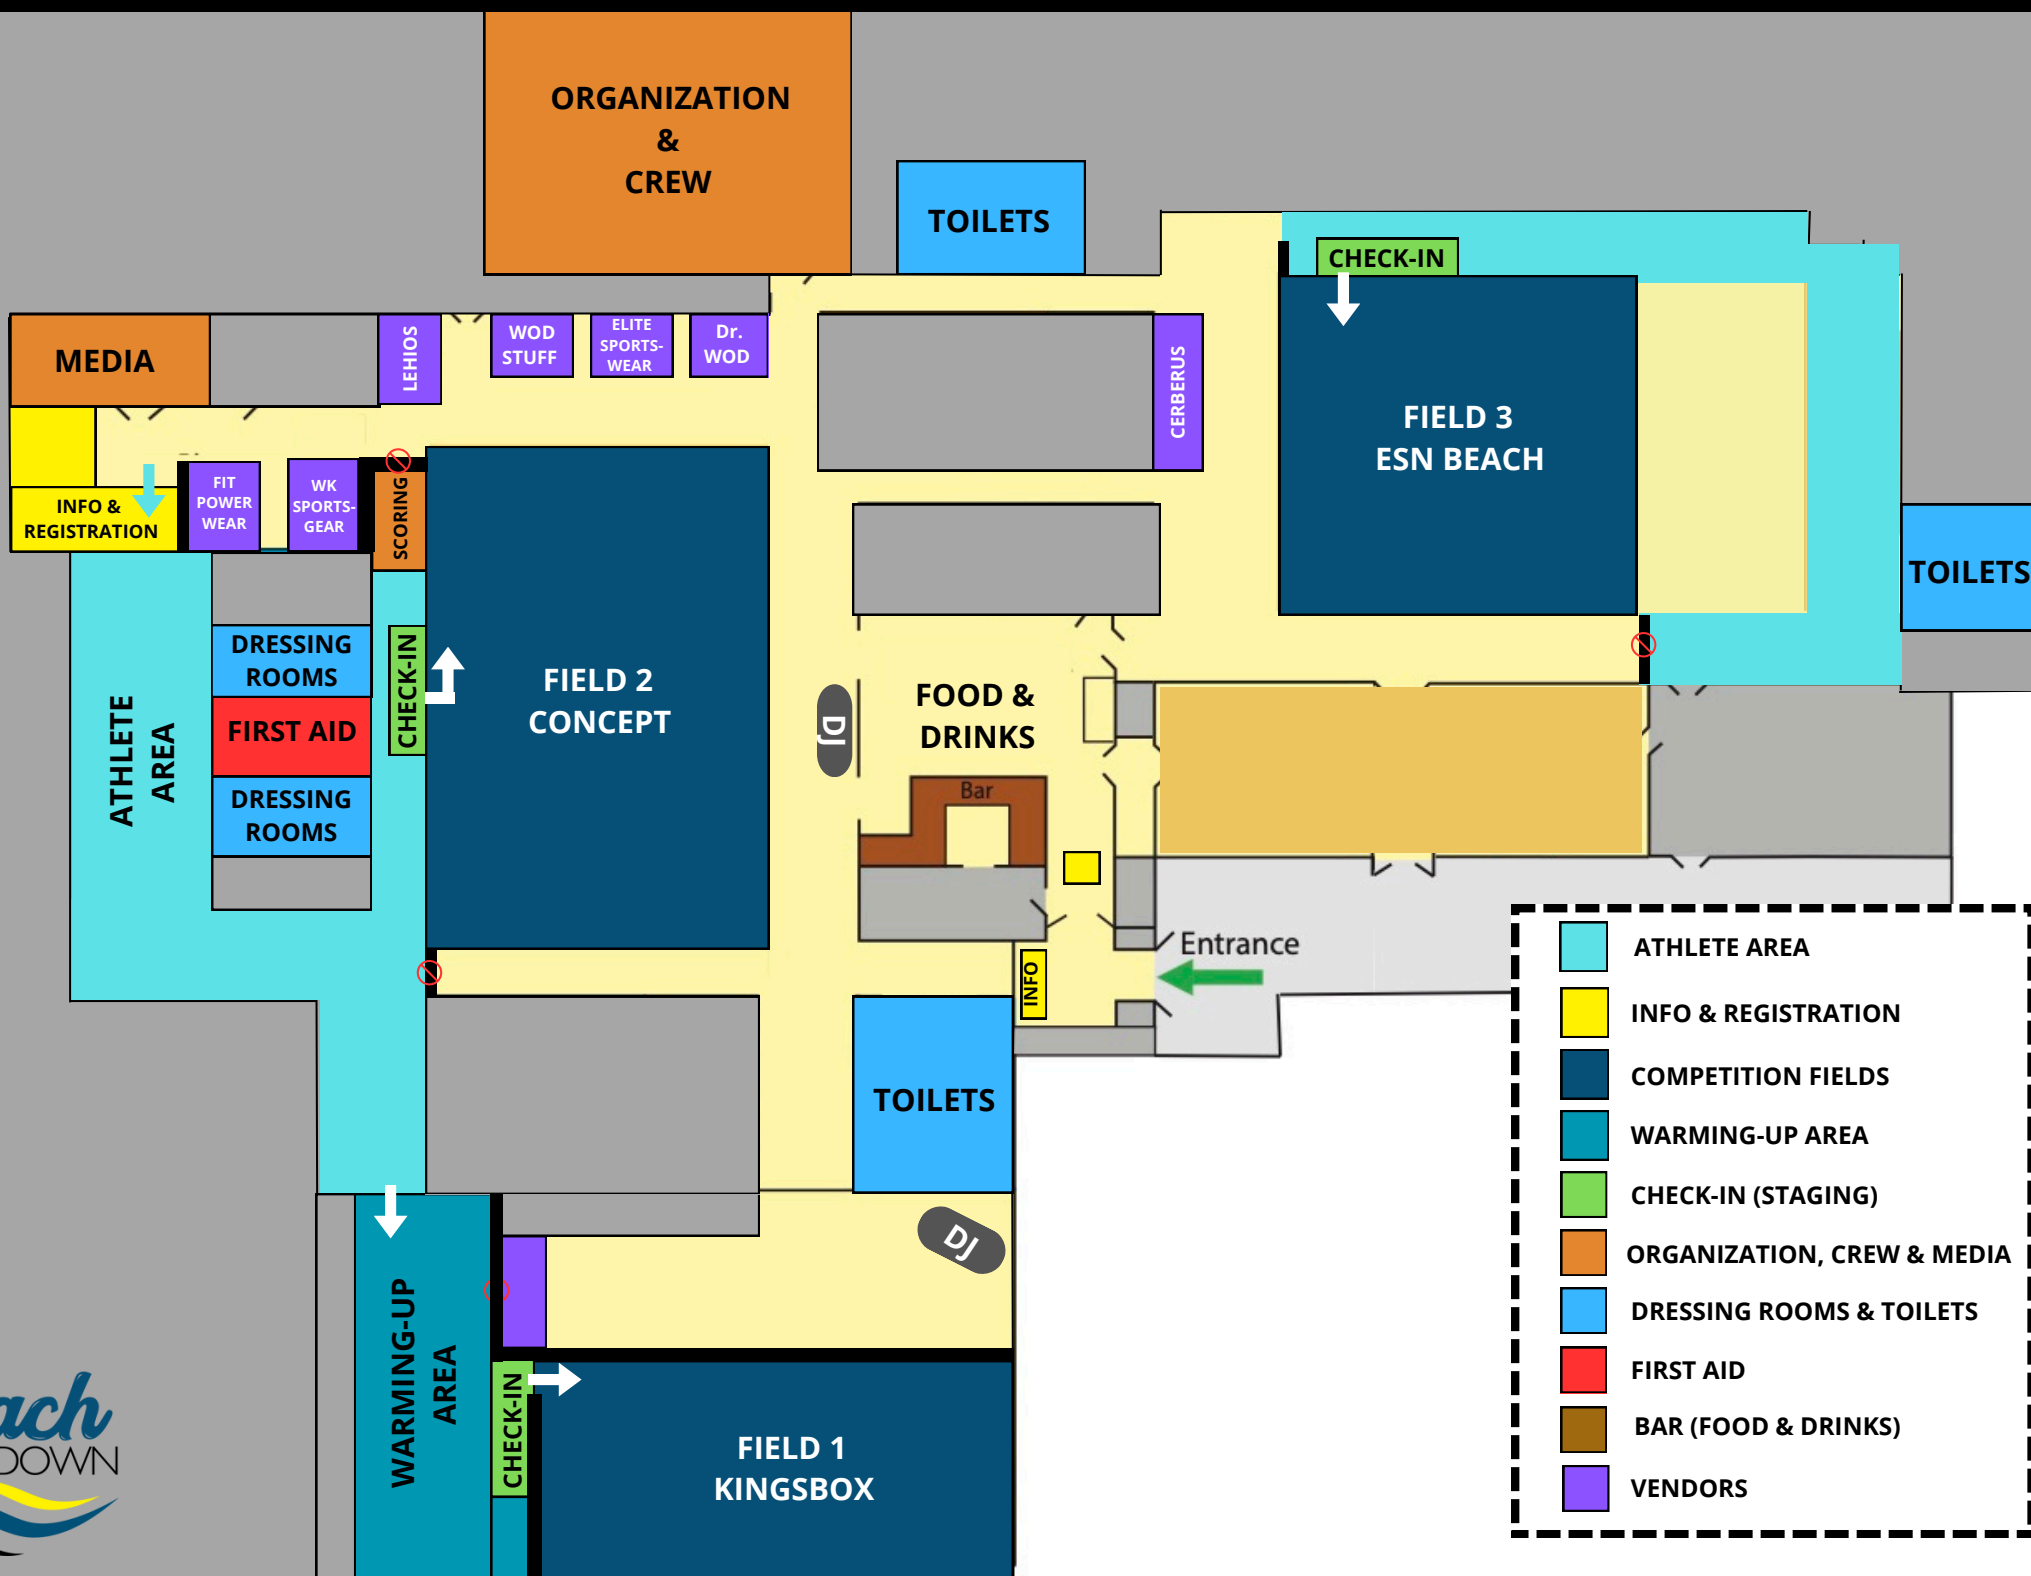 ORGANIZATION
&
CREW
TOILETS
CHECK-IN
MEDIA
LEHIOS
WOD
STUFF
ELITE
SPORTS-
WEAR
Dr.
WOD
CERBERUS
FIELD 3
ESN BEACH
INFO &
REGISTRATION
FIT
POWER
WEAR
WK
SPORTS-
GEAR
SCORING
TOILETS
DRESSING
ROOMS
FIRST AID
DRESSING
ROOMS
ATHLETE
AREA
CHECK-IN
FIELD 2
CONCEPT
DJ
FOOD &
DRINKS
Bar
Entrance
INFO
TOILETS
DJ
WARMING-UP
AREA
CHECK-IN
FIELD 1
KINGSBOX
ATHLETE AREA
INFO & REGISTRATION
COMPETITION FIELDS
WARMING-UP AREA
CHECK-IN (STAGING)
ORGANIZATION, CREW & MEDIA
DRESSING ROOMS & TOILETS
FIRST AID
BAR (FOOD & DRINKS)
VENDORS
ach
DOWN